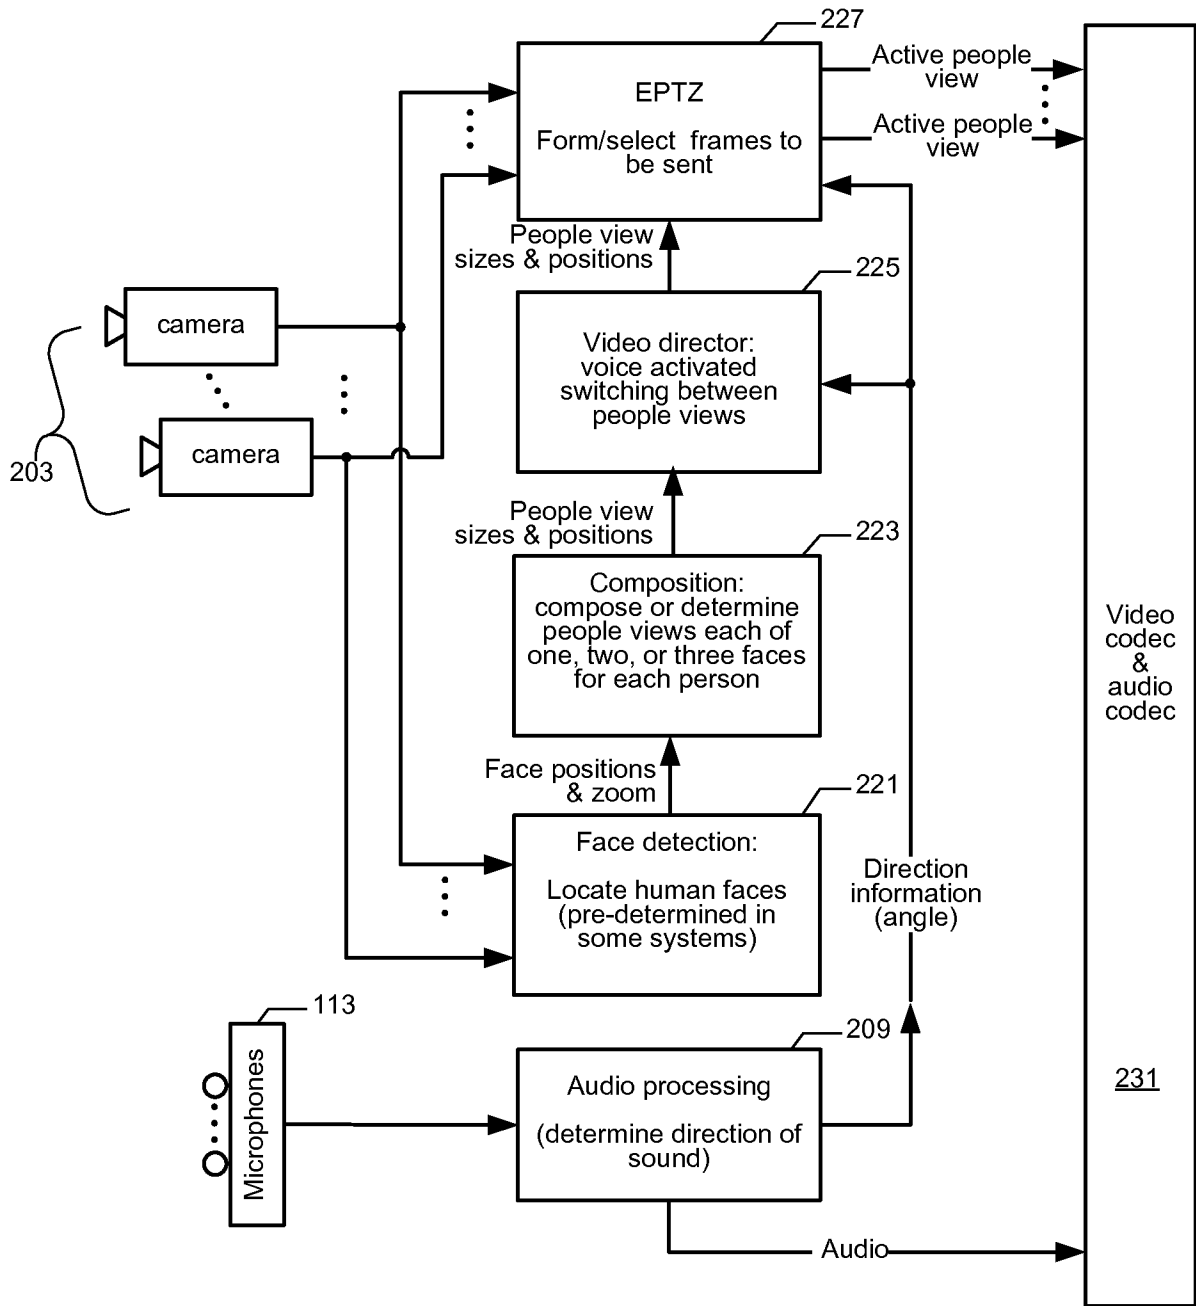 227
Active people
view
EPTZ
Form/select frames to
be sent
Active people
view
People view
sizes & positions
225
camera
Video director:
voice activated
switching between
people views
camera
203
People view
sizes & positions
223
Composition:
compose or determine
people views each of
one, two, or three faces
for each person
Video
codec
&
audio
codec
Face positions
& zoom
221
Face detection:
Locate human faces
(pre-determined in
some systems)
Direction
information
(angle)
113
209
Microphones
Audio processing
(determine direction of
sound)
231
Audio